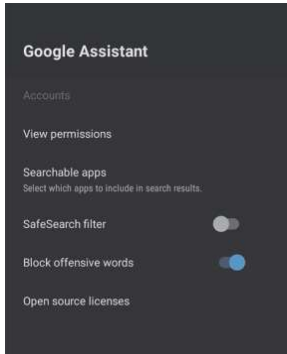 Google Assistant
Accounts
View permissions
Searchable apps
Select which apps to include in search results.
SafeSearch filter
Block offensive words
Open source licenses